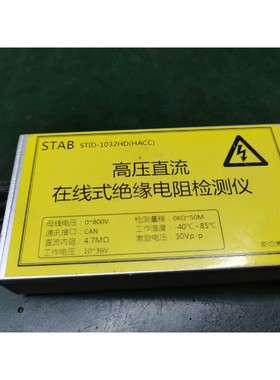 STAB STID-1032HD(HACC)
高压直流
在线式绝缘电阻检测仪
母线电压：0~800V 检测量程：0KΩ~50M
通讯接口：CAN 工作温度：-40℃~85℃
直流内阻：4.7MΩ 激励电压：30Vp-p
工作电压：10~36V